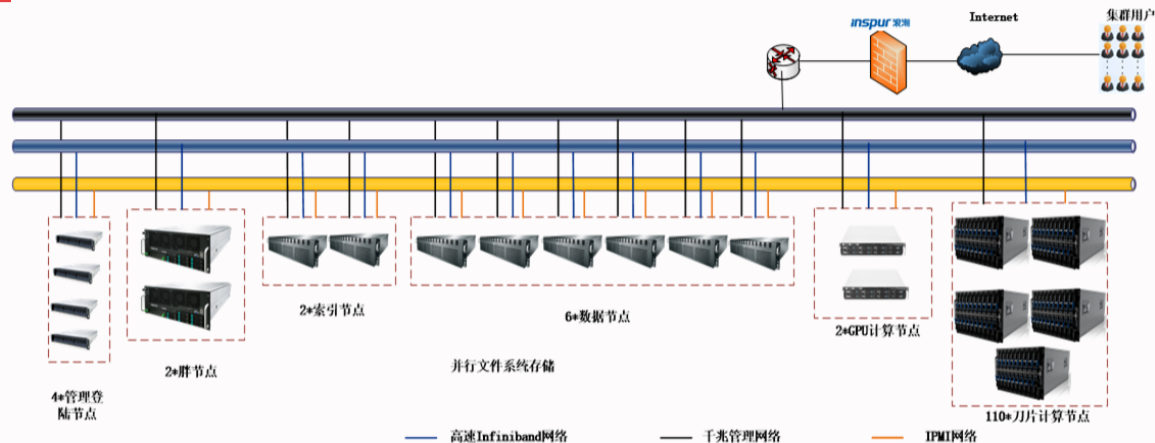 集群用户
Internet
inspur 浪潮
2*索引节点
6*数据节点
2*GPU计算节点
2*胖节点
并行文件系统存储
4*管理登
陆节点
110*刀片计算节点
高速Infiniband网络
千兆管理网络
IPMI网络